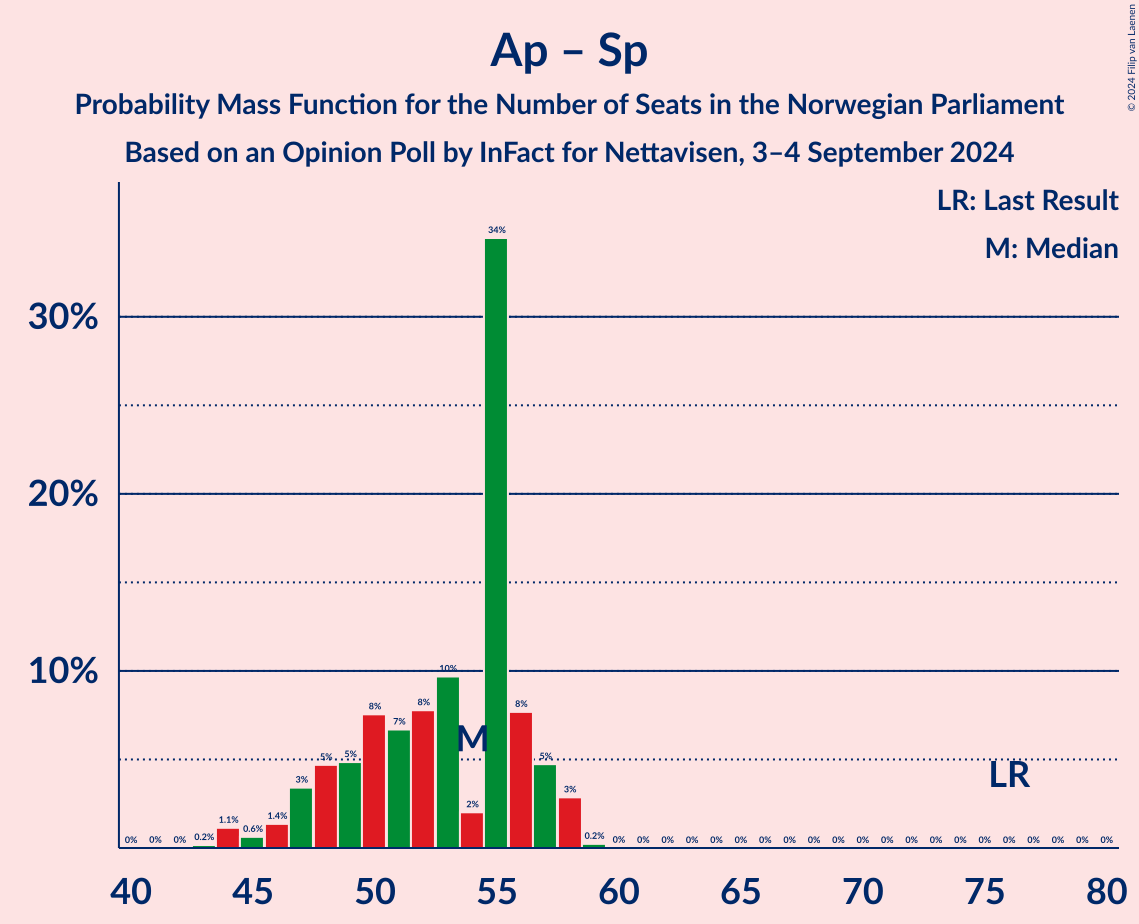 © 2024 Filip van Laenen
Ap – Sp
Probability Mass Function for the Number of Seats in the Norwegian Parliament
Based on an Opinion Poll by InFact for Nettavisen, 3–4 September 2024
LR: Last Result
M: Median
30%
20%
10%
0% 0% 0% 0.2% 1.1% 0.6% 1.4% 3% 5% 5% 8% 7% 8% 10% 2% 34% 8% 5% 3% 0.2% 0% 0% 0% 0% 0% 0% 0% 0% 0% 0% 0% 0% 0% 0% 0% 0% 0% 0% 0% 0% 0%
M
LR
40 45 50 55 60 65 70 75 80